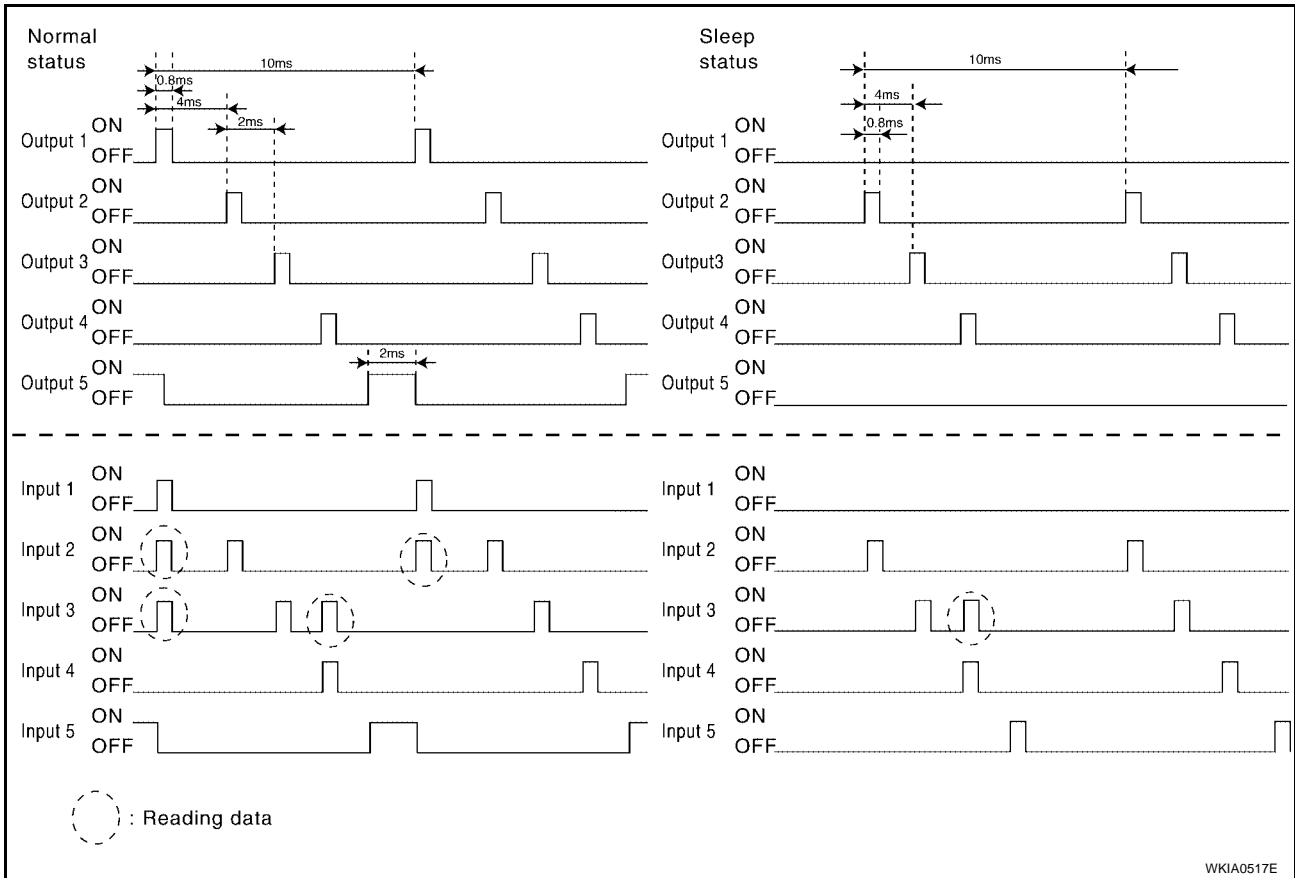 Normal
status
10ms
0.8ms
4ms
2ms
Output 1 ON
OFF
Output 2 ON
OFF
Output 3 ON
OFF
Output 4 ON
OFF
2ms
Output 5 ON
OFF
Sleep
status
10ms
4ms
0.8ms
Output 1 ON
OFF
Output 2 ON
OFF
Output3 ON
OFF
Output 4 ON
OFF
Output 5 ON
OFF
Input 1 ON
OFF
Input 2 ON
OFF
Input 3 ON
OFF
Input 4 ON
OFF
Input 5 ON
OFF
Input 1 ON
OFF
Input 2 ON
OFF
Input 3 ON
OFF
Input 4 ON
OFF
Input 5 ON
OFF
: Reading data
WKIA0517E